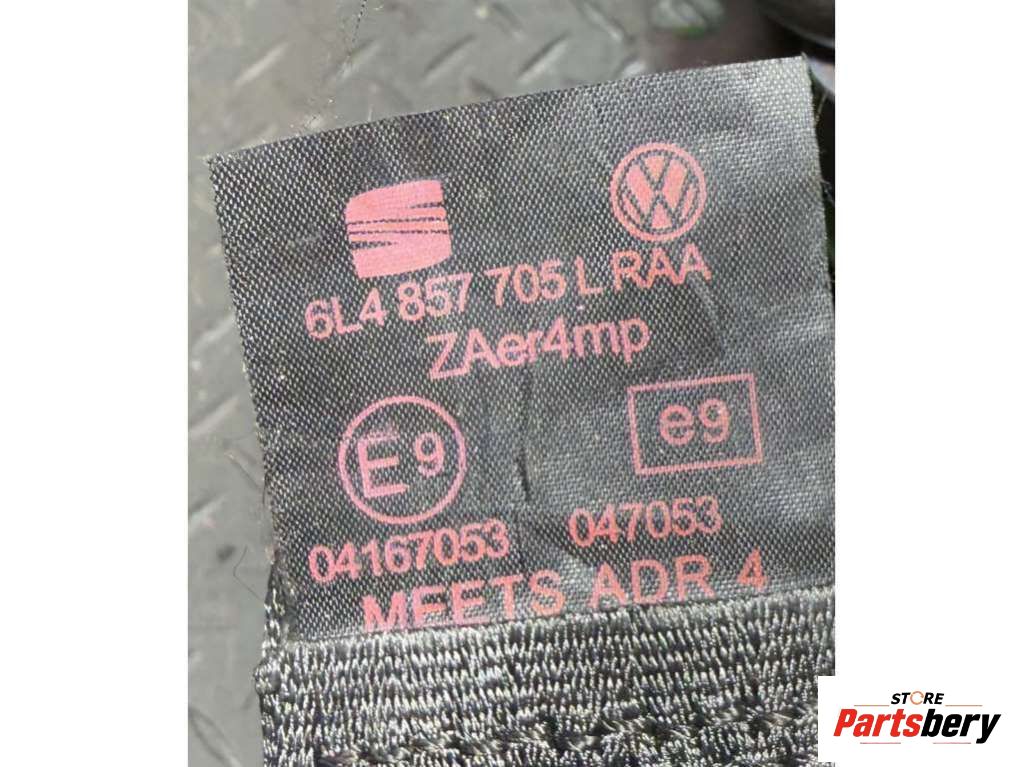 6L4 857 705 L RAA
ZAer4mp
E9
e9
04167053
047053
MEETS ADR 4
STORE
Partsbery